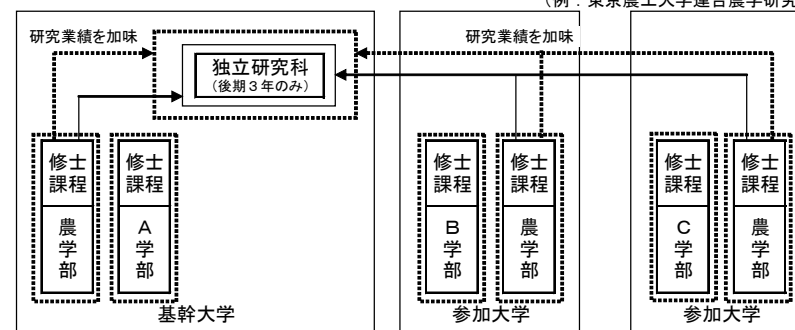 （例：東京農工大学連合農学研究
研究業績を加味
研究業績を加味
独立研究科
（後期３年のみ）
修士
課程
修士
課程
修士
課程
修士
課程
修士
課程
修士
課程
農学部
Ａ学部
Ｂ学部
農学部
Ｃ学部
農学部
基幹大学
参加大学
参加大学